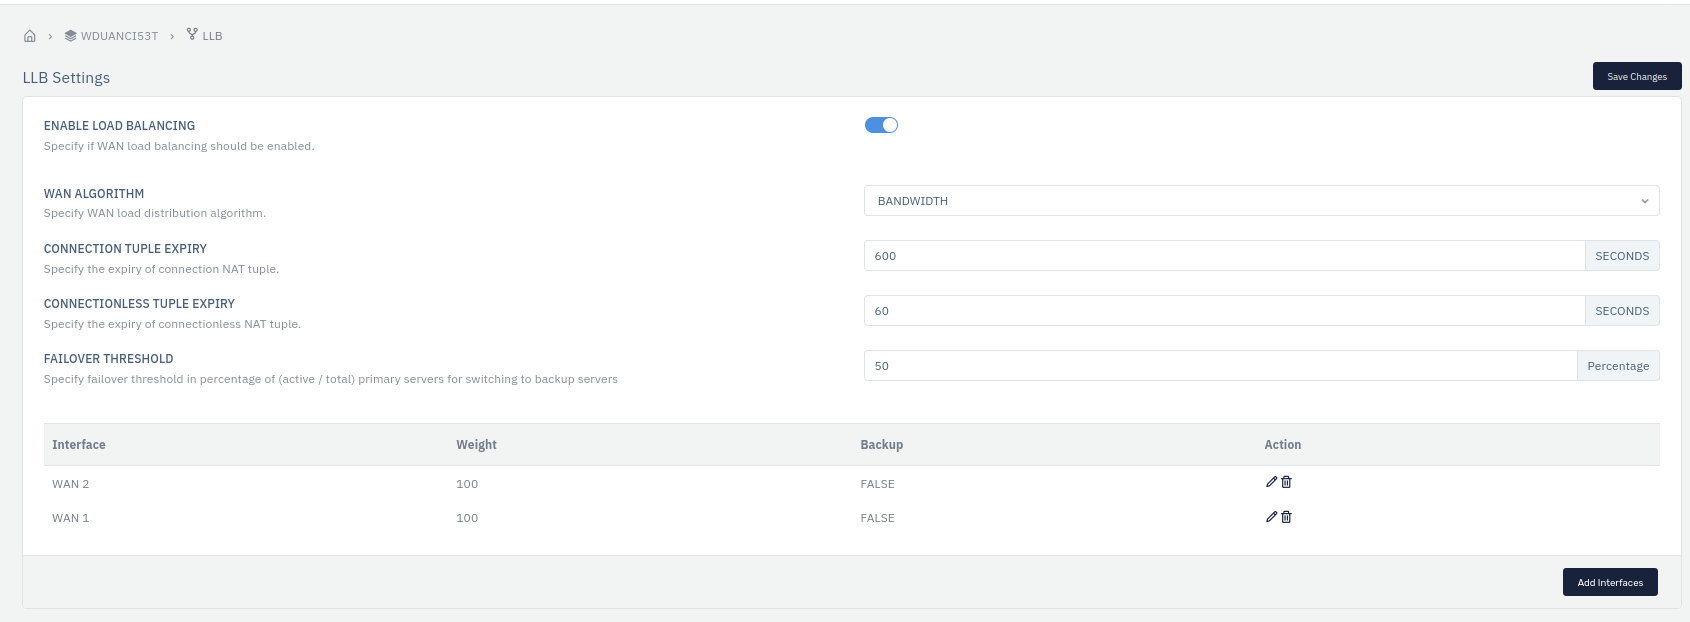 WDUANCI53T > LLB
LLB Settings
Save Changes
ENABLE LOAD BALANCING
Specify if WAN load balancing should be enabled.
WAN ALGORITHM
Specify WAN load distribution algorithm.
BANDWIDTH
CONNECTION TUPLE EXPIRY
Specify the expiry of connection NAT tuple.
600 SECONDS
CONNECTIONLESS TUPLE EXPIRY
Specify the expiry of connectionless NAT tuple.
60 SECONDS
FAILOVER THRESHOLD
Specify failover threshold in percentage of (active / total) primary servers for switching to backup servers
50 Percentage
Interface Weight Backup Action
WAN 2 100 FALSE
WAN 1 100 FALSE
Add Interfaces